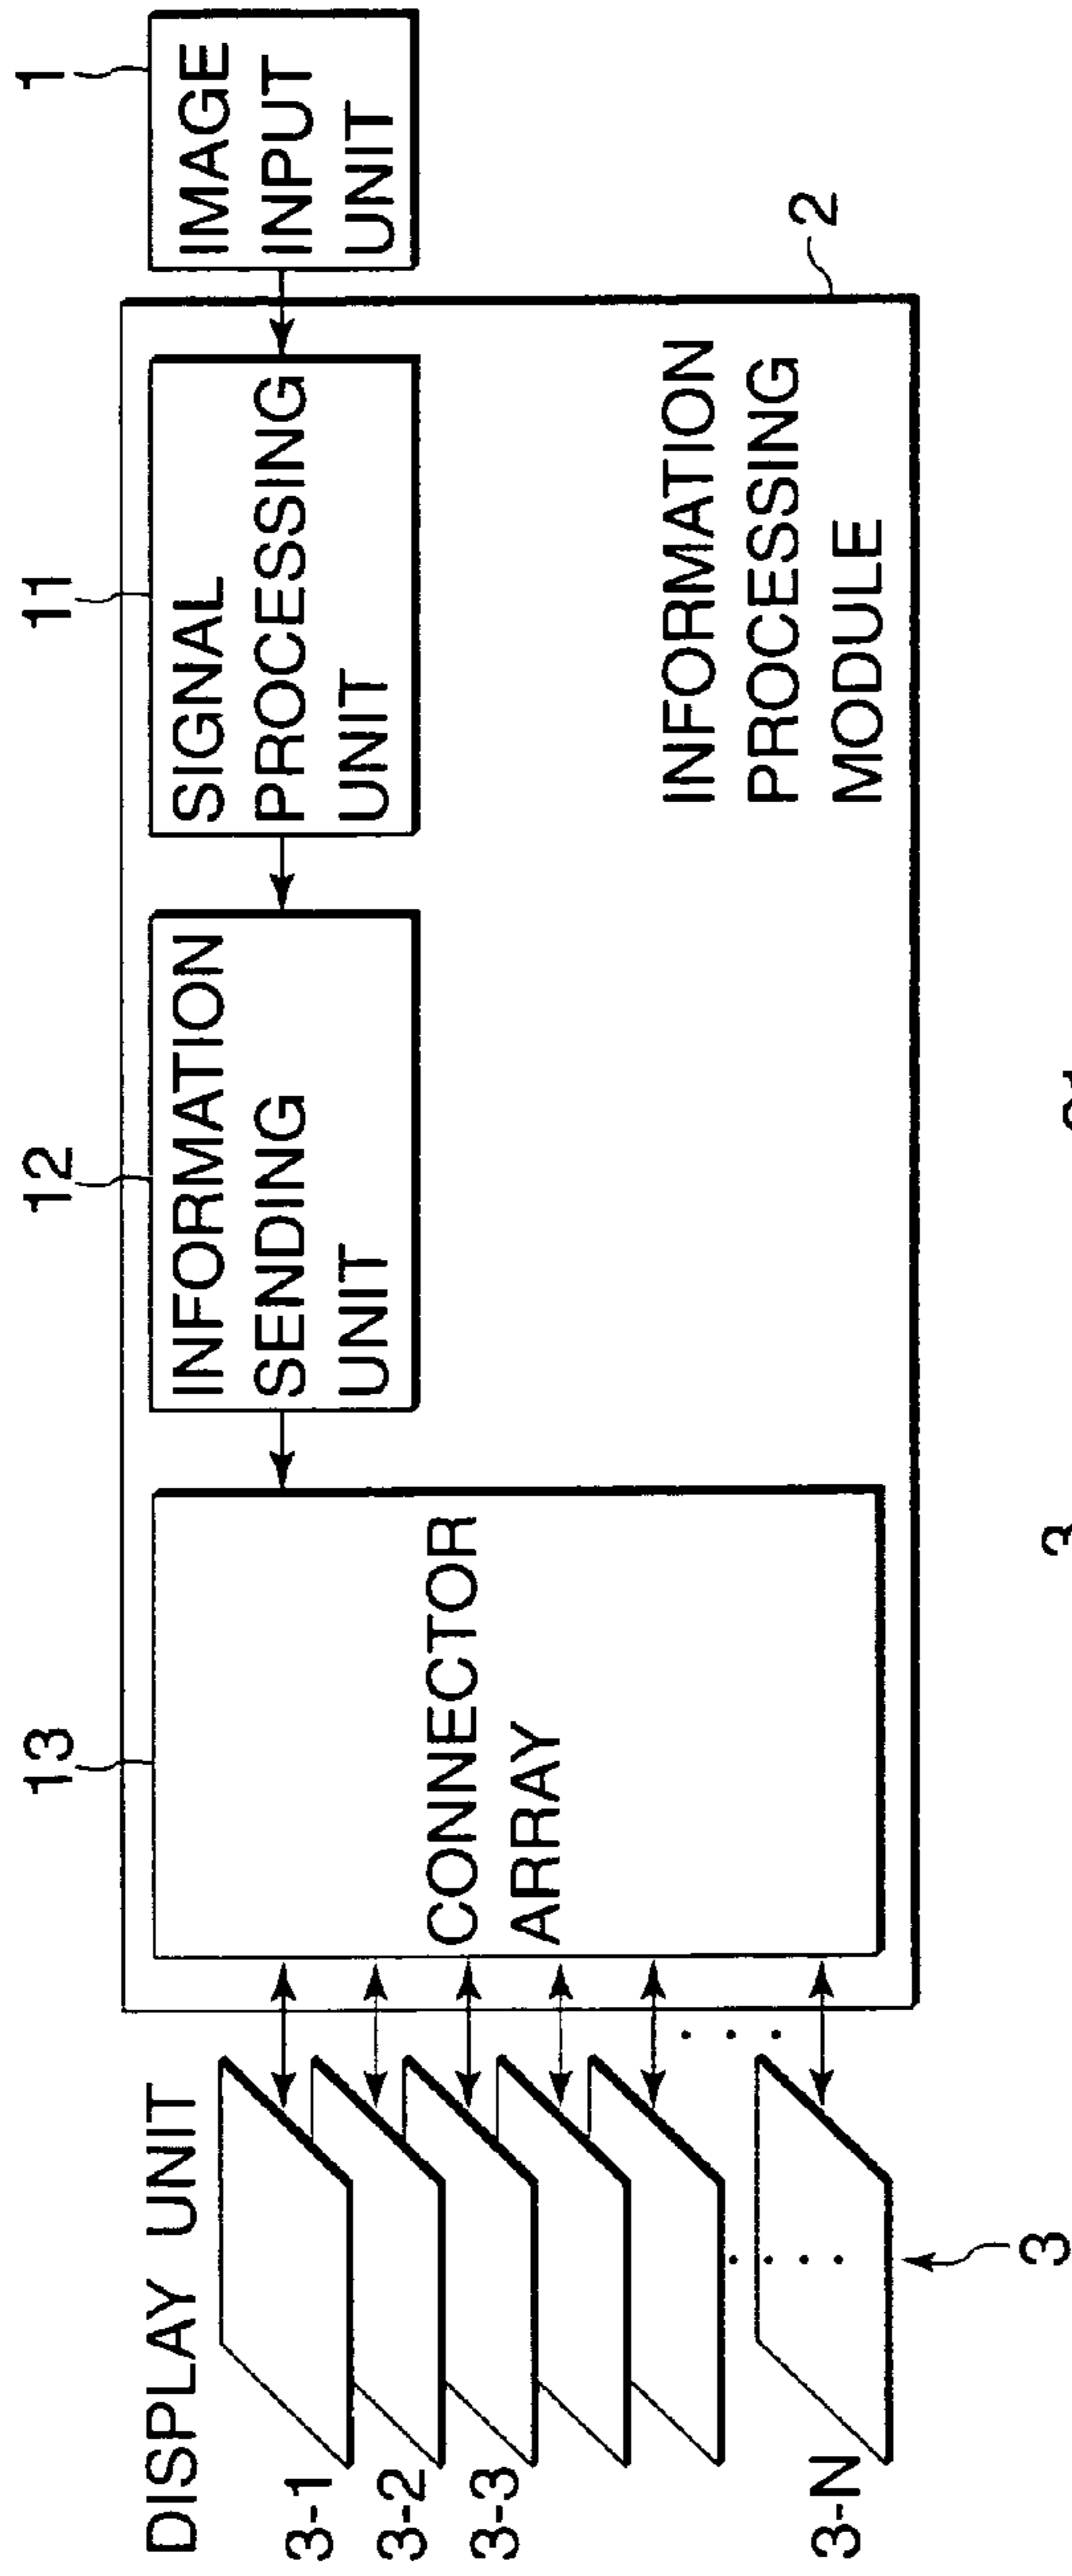 DISPLAY UNIT
3-1
3-2
3-3
3-N
3
13
CONNECTOR
ARRAY
12
INFORMATION
SENDING
UNIT
11
SIGNAL
PROCESSING
UNIT
INFORMATION
PROCESSING
MODULE
2
1
IMAGE
INPUT
UNIT
3